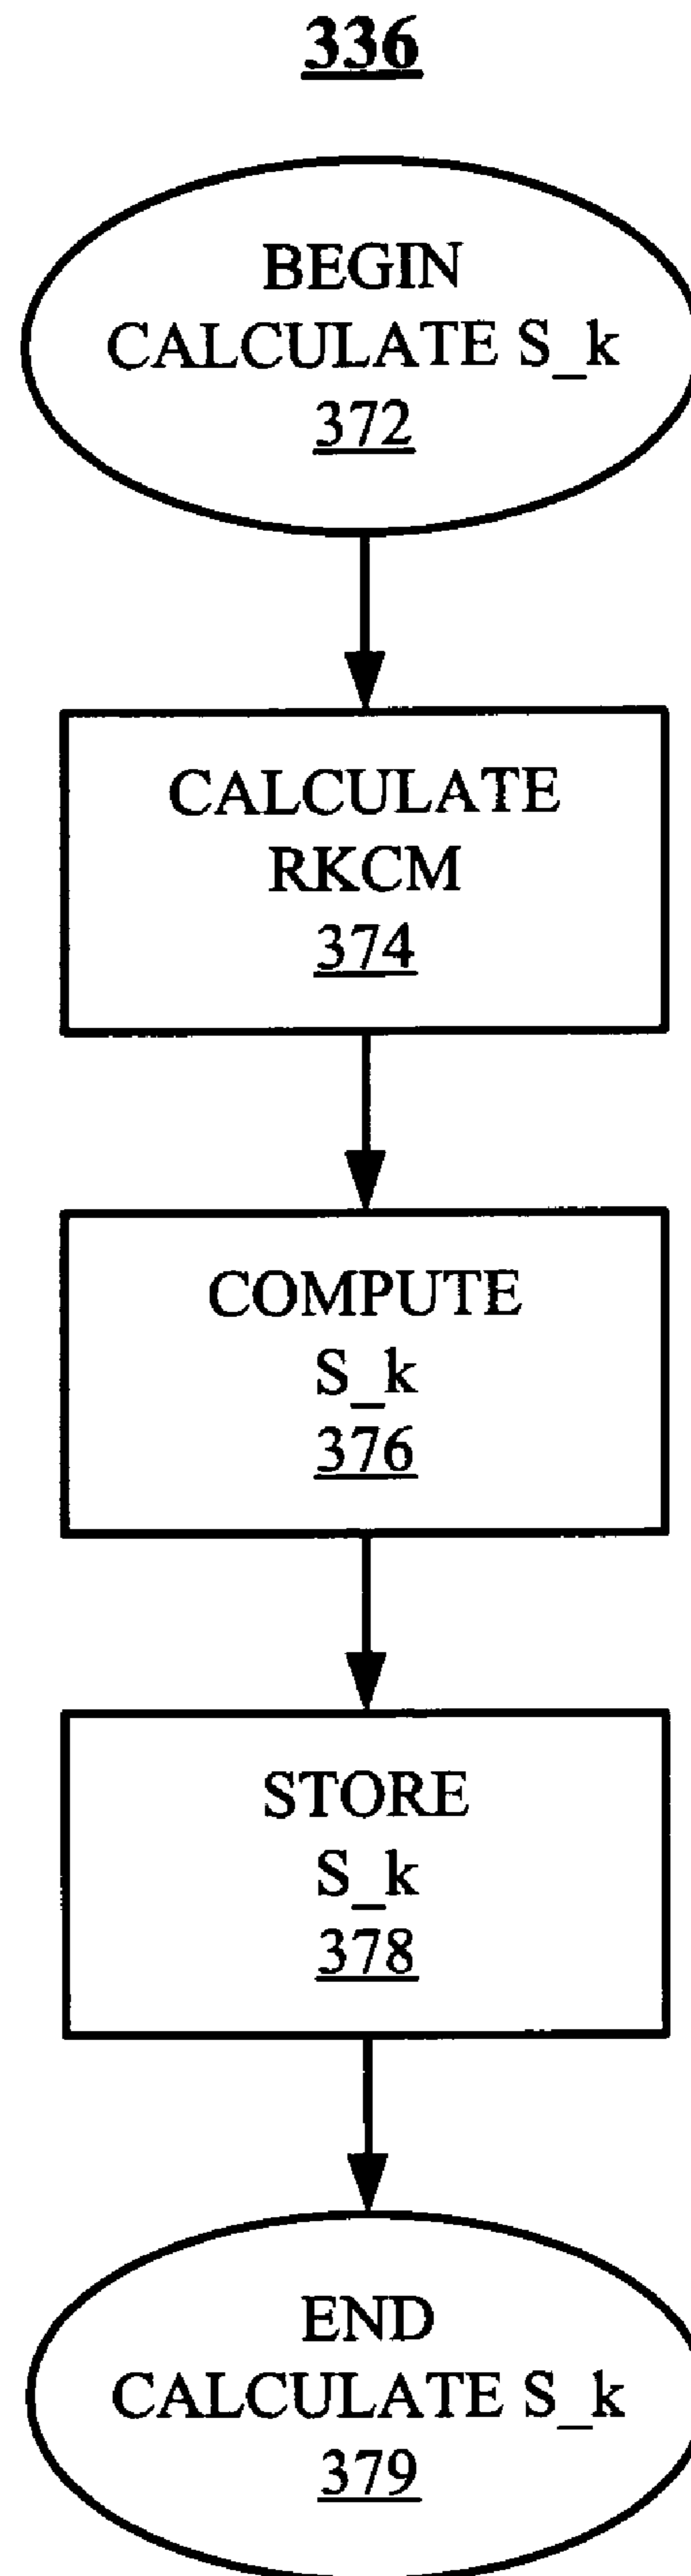 336
BEGIN
CALCULATE S_k
372
CALCULATE
RKCM
374
COMPUTE
S_k
376
STORE
S_k
378
END
CALCULATE S_k
379